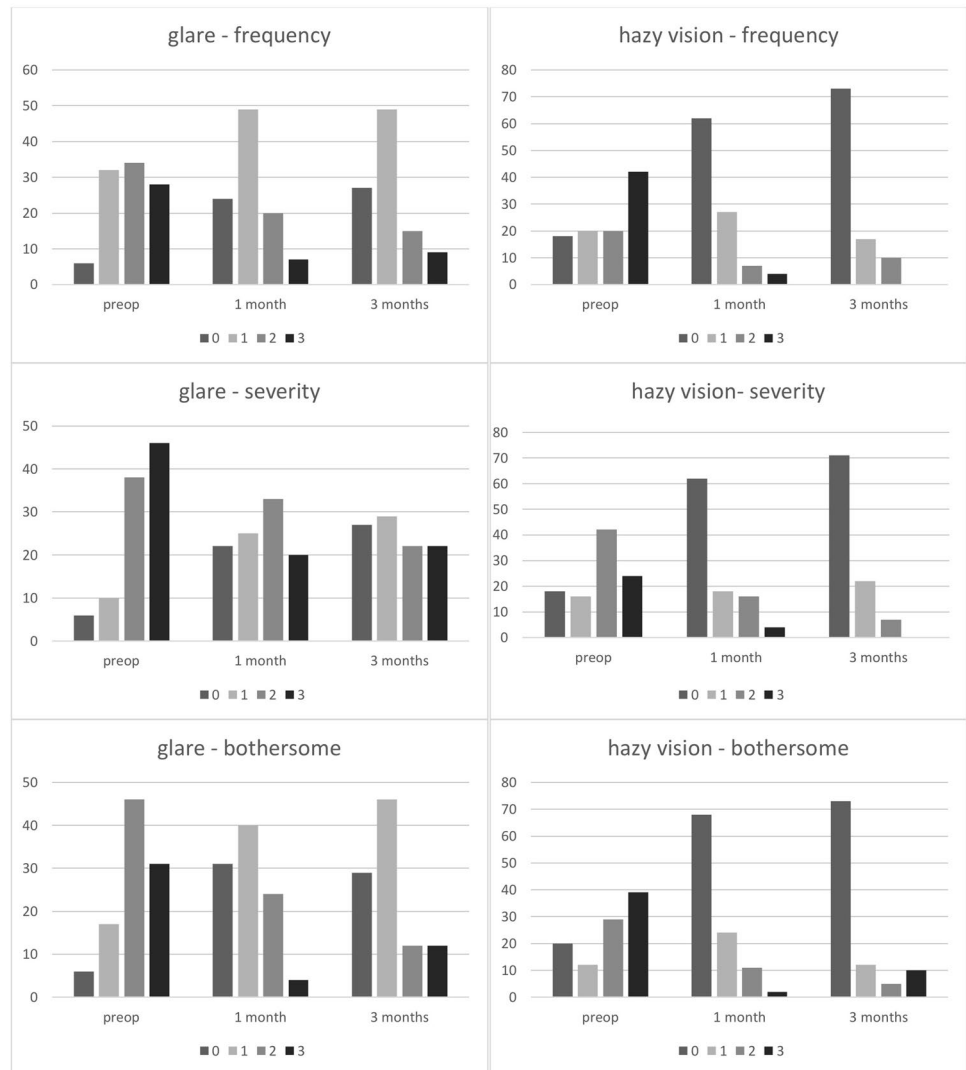 glare - frequency
60
50
40
30
20
10
0
preop 1 month 3 months
0 1 2 3
hazy vision - frequency
80
70
60
50
40
30
20
10
0
preop 1 month 3 months
0 1 2 3
glare - severity
50
40
30
20
10
0
preop 1 month 3 months
0 1 2 3
hazy vision- severity
80
70
60
50
40
30
20
10
0
preop 1 month 3 months
0 1 2 3
glare - bothersome
50
40
30
20
10
0
preop 1 month 3 months
0 1 2 3
hazy vision - bothersome
80
70
60
50
40
30
20
10
0
preop 1 month 3 months
0 1 2 3